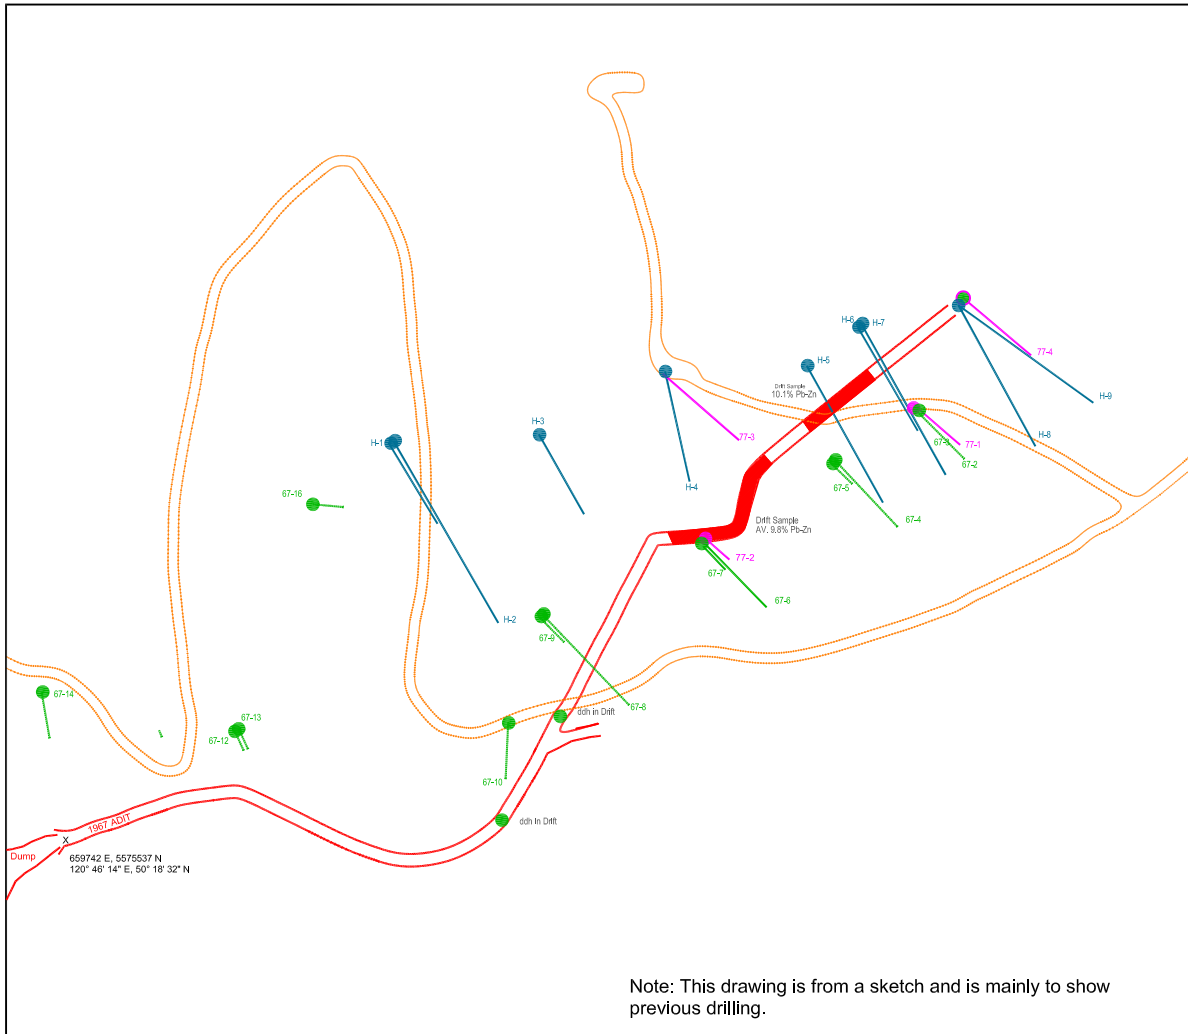 H-6
H-7
77-4
H-5
Drift Sample
10.1% Pb-Zn
H-9
H-3
77-3
H-1
67-3
77-1
H-8
67-2
H-4
67-5
67-16
67-4
Drift Sample
AV. 9.8% Pb-Zn
77-2
67-7
67-6
H-2
67-9
67-14
67-8
ddh in Drift
67-13
67-12
67-10
1967 ADIT
ddh In Drift
X
Dump
659742 E, 5575537 N
120° 46' 14" E, 50° 18' 32" N
Note: This drawing is from a sketch and is mainly to show
previous drilling.